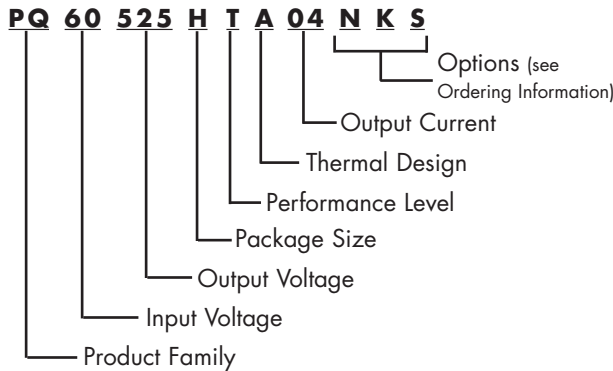 PQ 60 525 H T A 04 N K S
Options (see
Ordering Information)
Output Current
Thermal Design
Performance Level
Package Size
Output Voltage
Input Voltage
Product Family